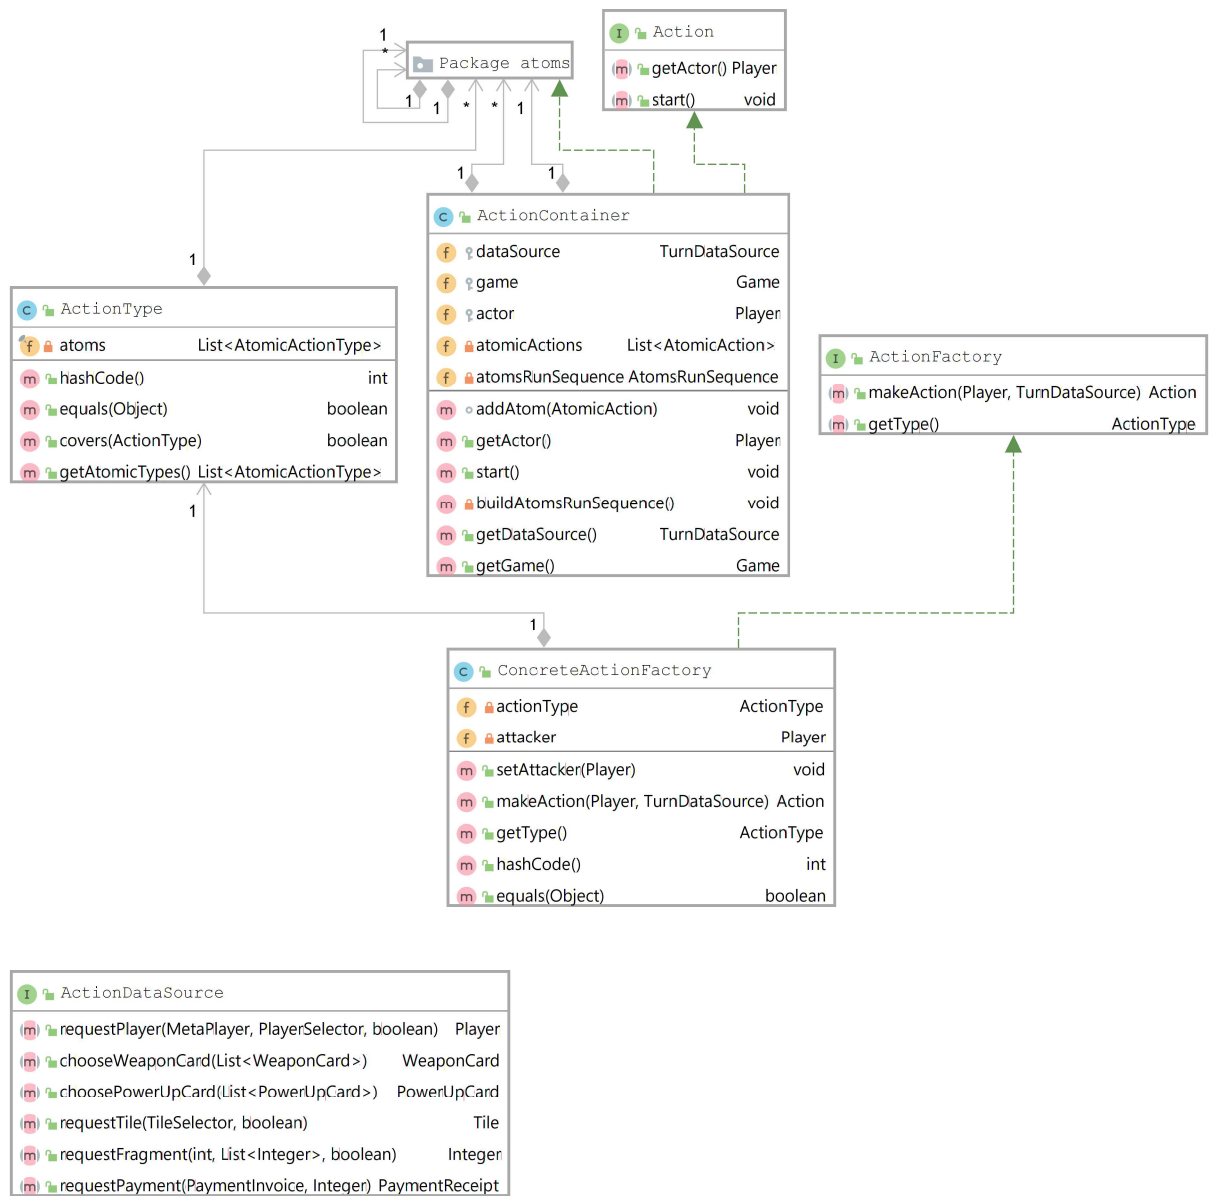 Package atoms
1
*
1
1
*
*
1
1
1
Action
getActor() Player
start() void
ActionContainer
dataSource TurnDataSource
game Game
actor Player
atomicActions List<AtomicAction>
atomsRunSequence AtomsRunSequence
addAtom(AtomicAction) void
getActor() Player
start() void
buildAtomsRunSequence() void
getDataSource() TurnDataSource
getGame() Game
1
ActionType
atoms List<AtomicActionType>
hashCode() int
equals(Object) boolean
covers(ActionType) boolean
getAtomicTypes() List<AtomicActionType>
1
ActionFactory
makeAction(Player, TurnDataSource) Action
getType() ActionType
1
ConcreteActionFactory
actionType ActionType
attacker Player
setAttacker(Player) void
makeAction(Player, TurnDataSource) Action
getType() ActionType
hashCode() int
equals(Object) boolean
ActionDataSource
requestPlayer(MetaPlayer, PlayerSelector, boolean) Player
chooseWeaponCard(List<WeaponCard>) WeaponCard
choosePowerUpCard(List<PowerUpCard>) PowerUpCard
requestTile(TileSelector, boolean) Tile
requestFragment(int, List<Integer>, boolean) Integer
requestPayment(PaymentInvoice, Integer) PaymentReceipt